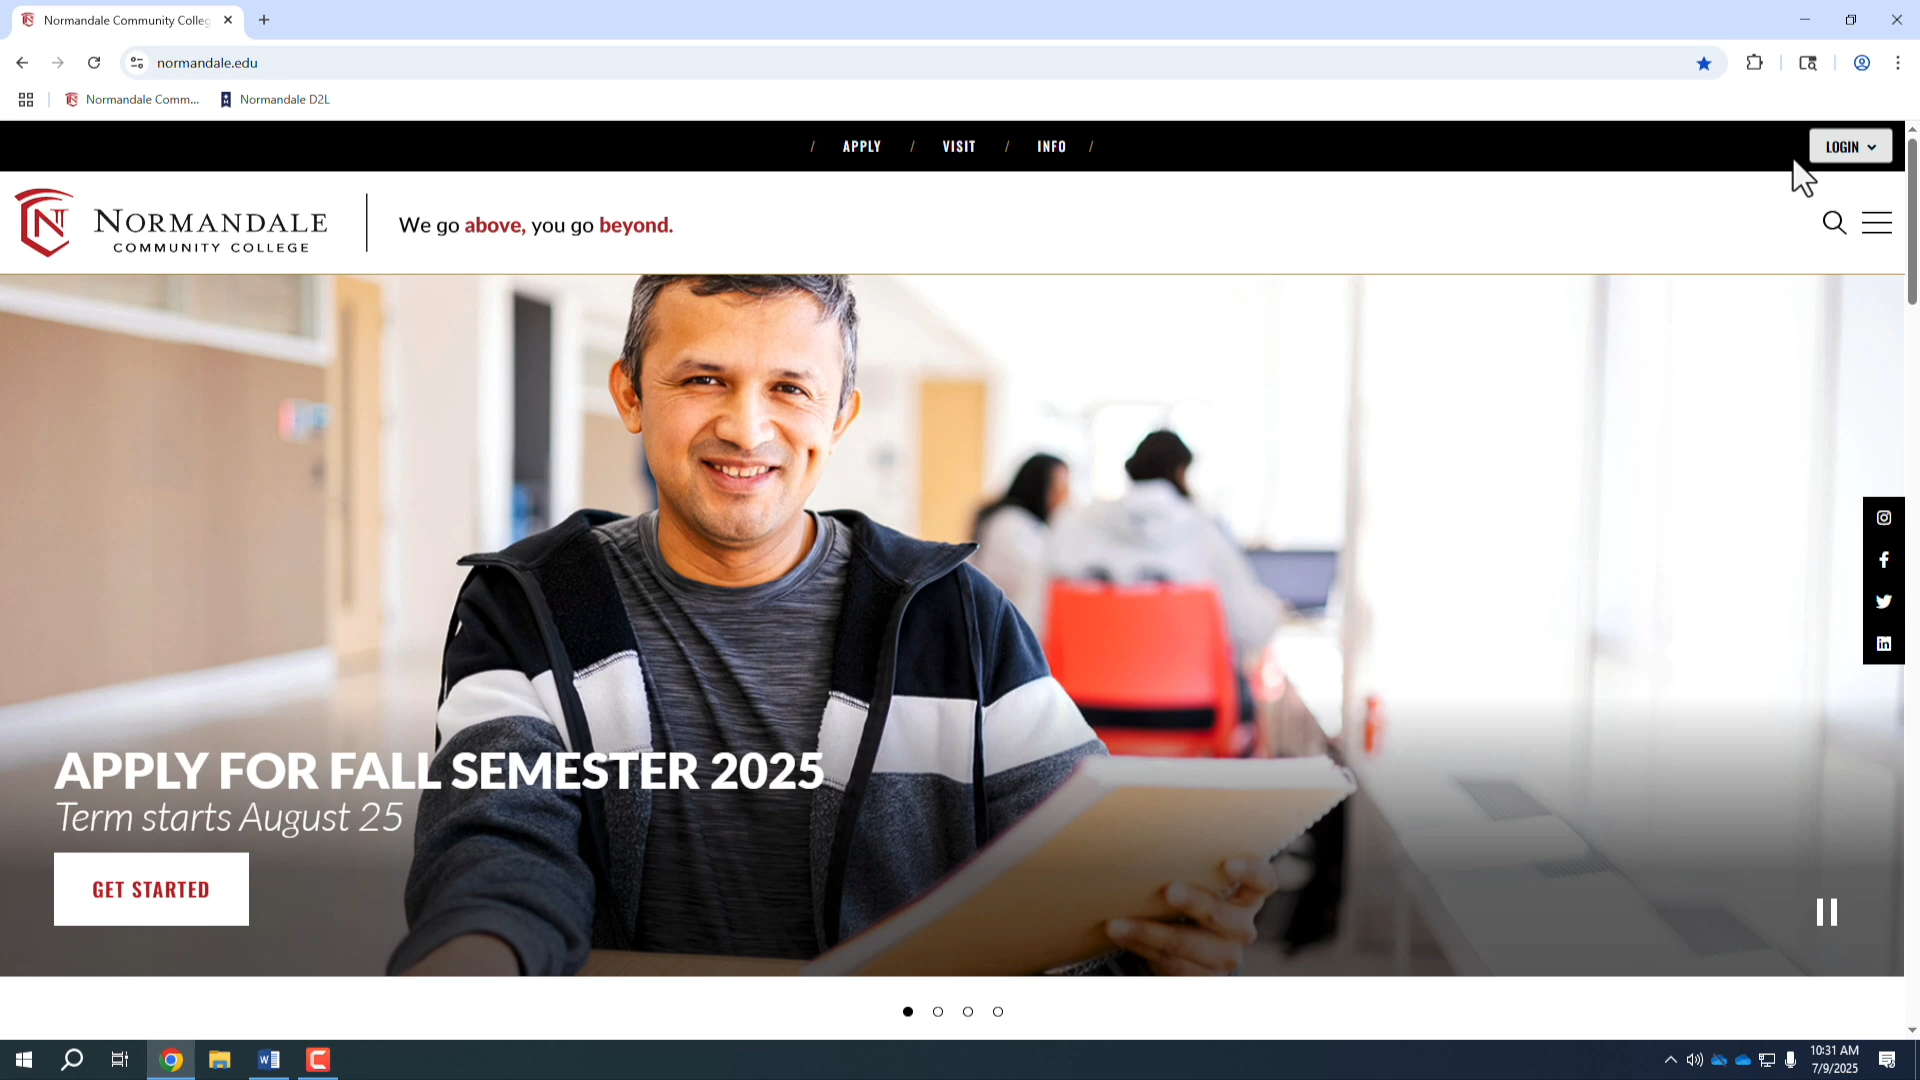 Normandale Community Colleg
normandale.edu
Normandale Comm...
Normandale D2L
/ APPLY / VISIT / INFO /
LOGIN
NORMANDALE
COMMUNITY COLLEGE
We go above, you go beyond.
APPLY FOR FALL SEMESTER 2025
Term starts August 25
GET STARTED
10:31 AM
7/9/2025